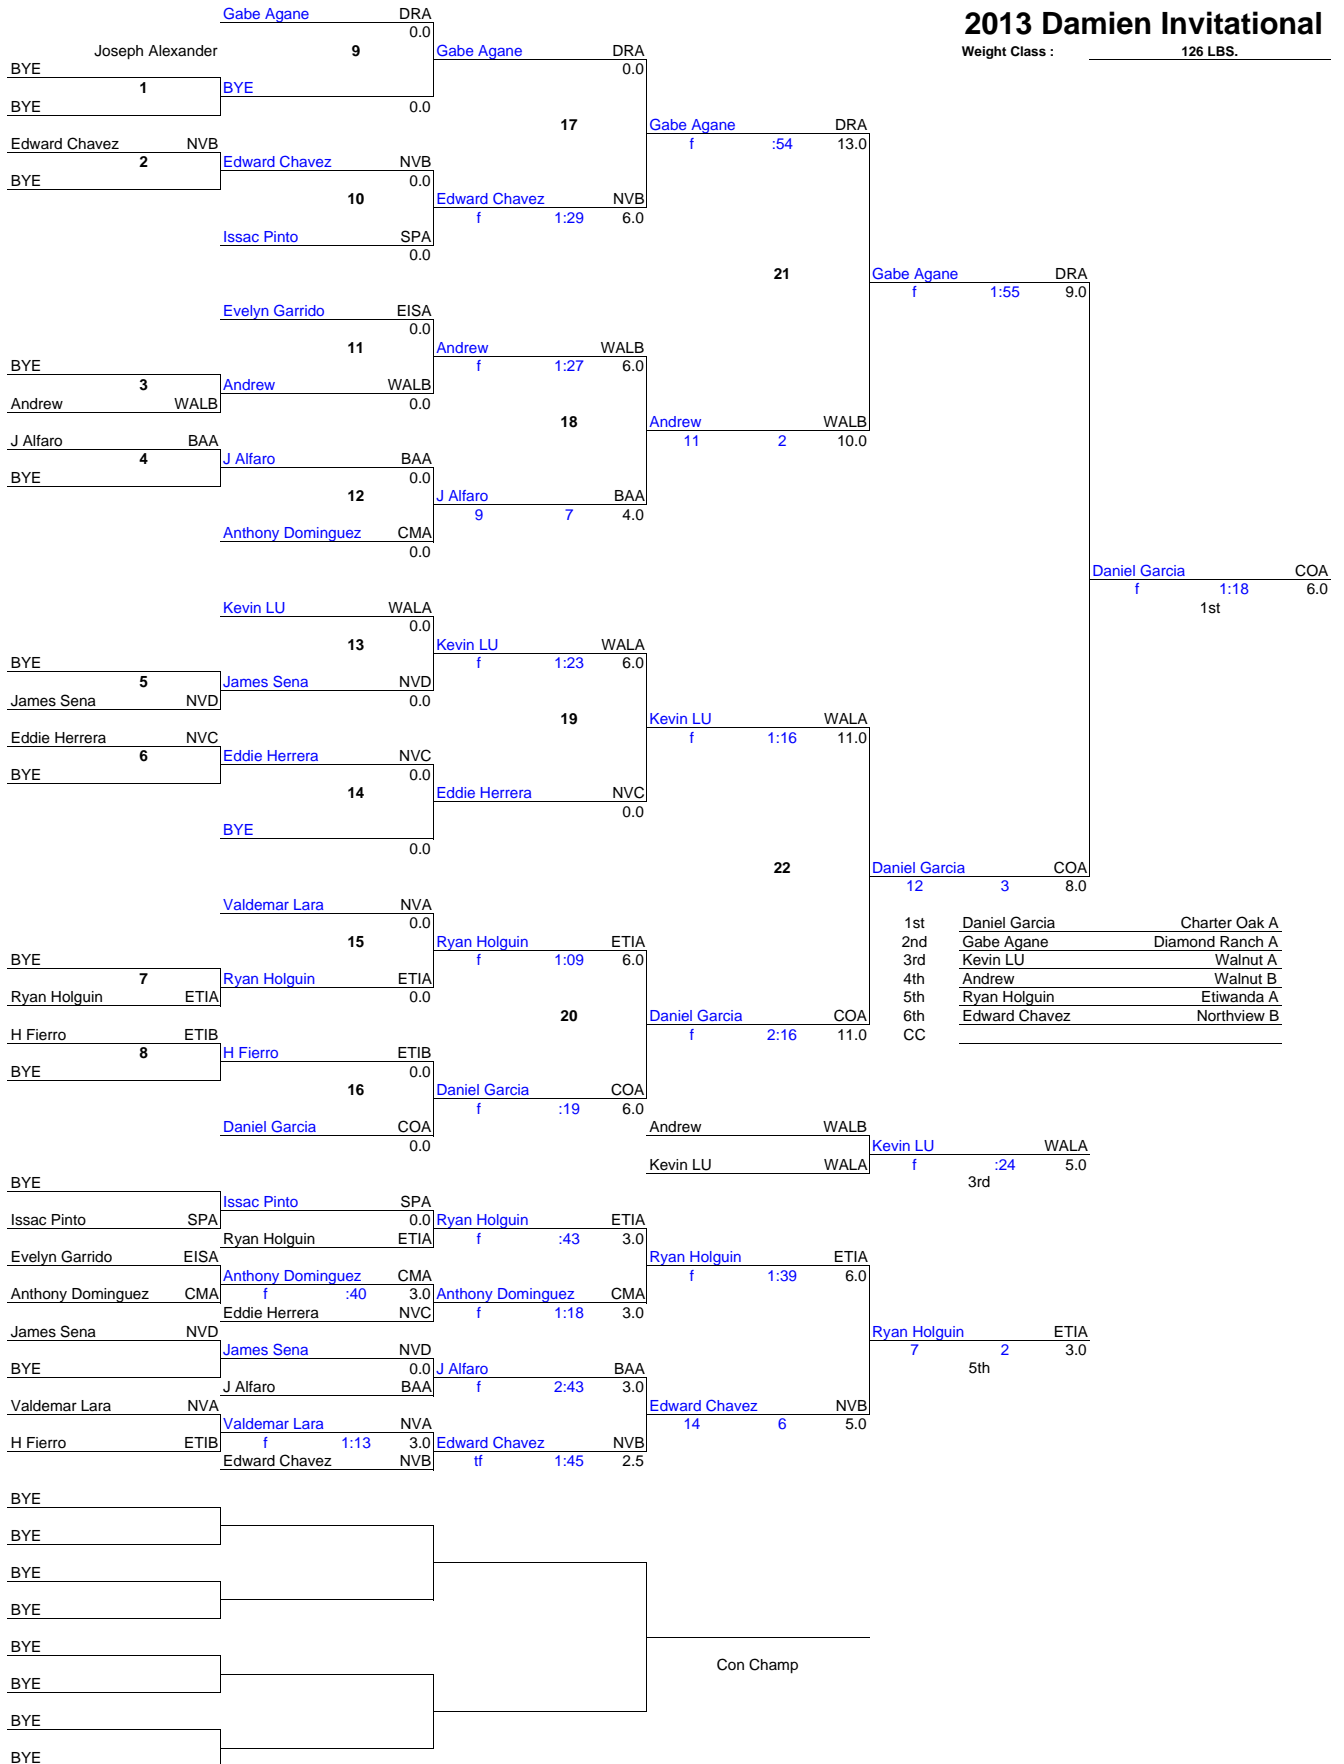 Gabe Agane DRA
2013 Damien Invitational
0.0
Joseph Alexander 9 Gabe Agane DRA
Weight Class : 126 LBS.
BYE 0.0
1 BYE
BYE 0.0
17 Gabe Agane DRA
Edward Chavez NVB f :54 13.0
2 Edward Chavez NVB
BYE 0.0
10 Edward Chavez NVB
f 1:29 6.0
Issac Pinto SPA
0.0
21 Gabe Agane DRA
f 1:55 9.0
Evelyn Garrido EISA
0.0
11 Andrew WALB
BYE f 1:27 6.0
3 Andrew WALB
Andrew WALB 0.0
18 Andrew WALB
J Alfaro BAA 11 2 10.0
4 J Alfaro BAA
BYE 0.0
12 J Alfaro BAA
9 7 4.0
Anthony Dominguez CMA
0.0
Daniel Garcia COA
f 1:18 6.0
Kevin LU WALA
1st
0.0
13 Kevin LU WALA
BYE f 1:23 6.0
5 James Sena NVD
James Sena NVD 0.0
19 Kevin LU WALA
Eddie Herrera NVC f 1:16 11.0
6 Eddie Herrera NVC
BYE 0.0
14 Eddie Herrera NVC
0.0
BYE
0.0
22 Daniel Garcia COA
12 3 8.0
Valdemar Lara NVA
0.0
1st Daniel Garcia Charter Oak A
15 Ryan Holguin ETIA
2nd Gabe Agane Diamond Ranch A
BYE f 1:09 6.0
3rd Kevin LU Walnut A
7 Ryan Holguin ETIA
4th Andrew Walnut B
Ryan Holguin ETIA 0.0
5th Ryan Holguin Etiwanda A
20 Daniel Garcia COA
6th Edward Chavez Northview B
H Fierro ETIB f 2:16 11.0
CC
8 H Fierro ETIB
BYE 0.0
16 Daniel Garcia COA
f :19 6.0
Daniel Garcia COA
Andrew WALB
0.0
Kevin LU WALA
Kevin LU WALA
f :24 5.0
3rd
BYE
Issac Pinto SPA
Issac Pinto SPA 0.0 Ryan Holguin ETIA
Ryan Holguin ETIA f :43 3.0
Evelyn Garrido EISA Ryan Holguin ETIA
Anthony Dominguez CMA f 1:39 6.0
Anthony Dominguez CMA f :40 3.0 Anthony Dominguez CMA
Eddie Herrera NVC f 1:18 3.0
James Sena NVD Ryan Holguin ETIA
James Sena NVD 7 2 3.0
BYE 0.0 J Alfaro BAA 5th
J Alfaro BAA f 2:43 3.0
Valdemar Lara NVA Edward Chavez NVB
Valdemar Lara NVA 14 6 5.0
H Fierro ETIB f 1:13 3.0 Edward Chavez NVB
Edward Chavez NVB tf 1:45 2.5
BYE
BYE
BYE
BYE
BYE
Con Champ
BYE
BYE
BYE